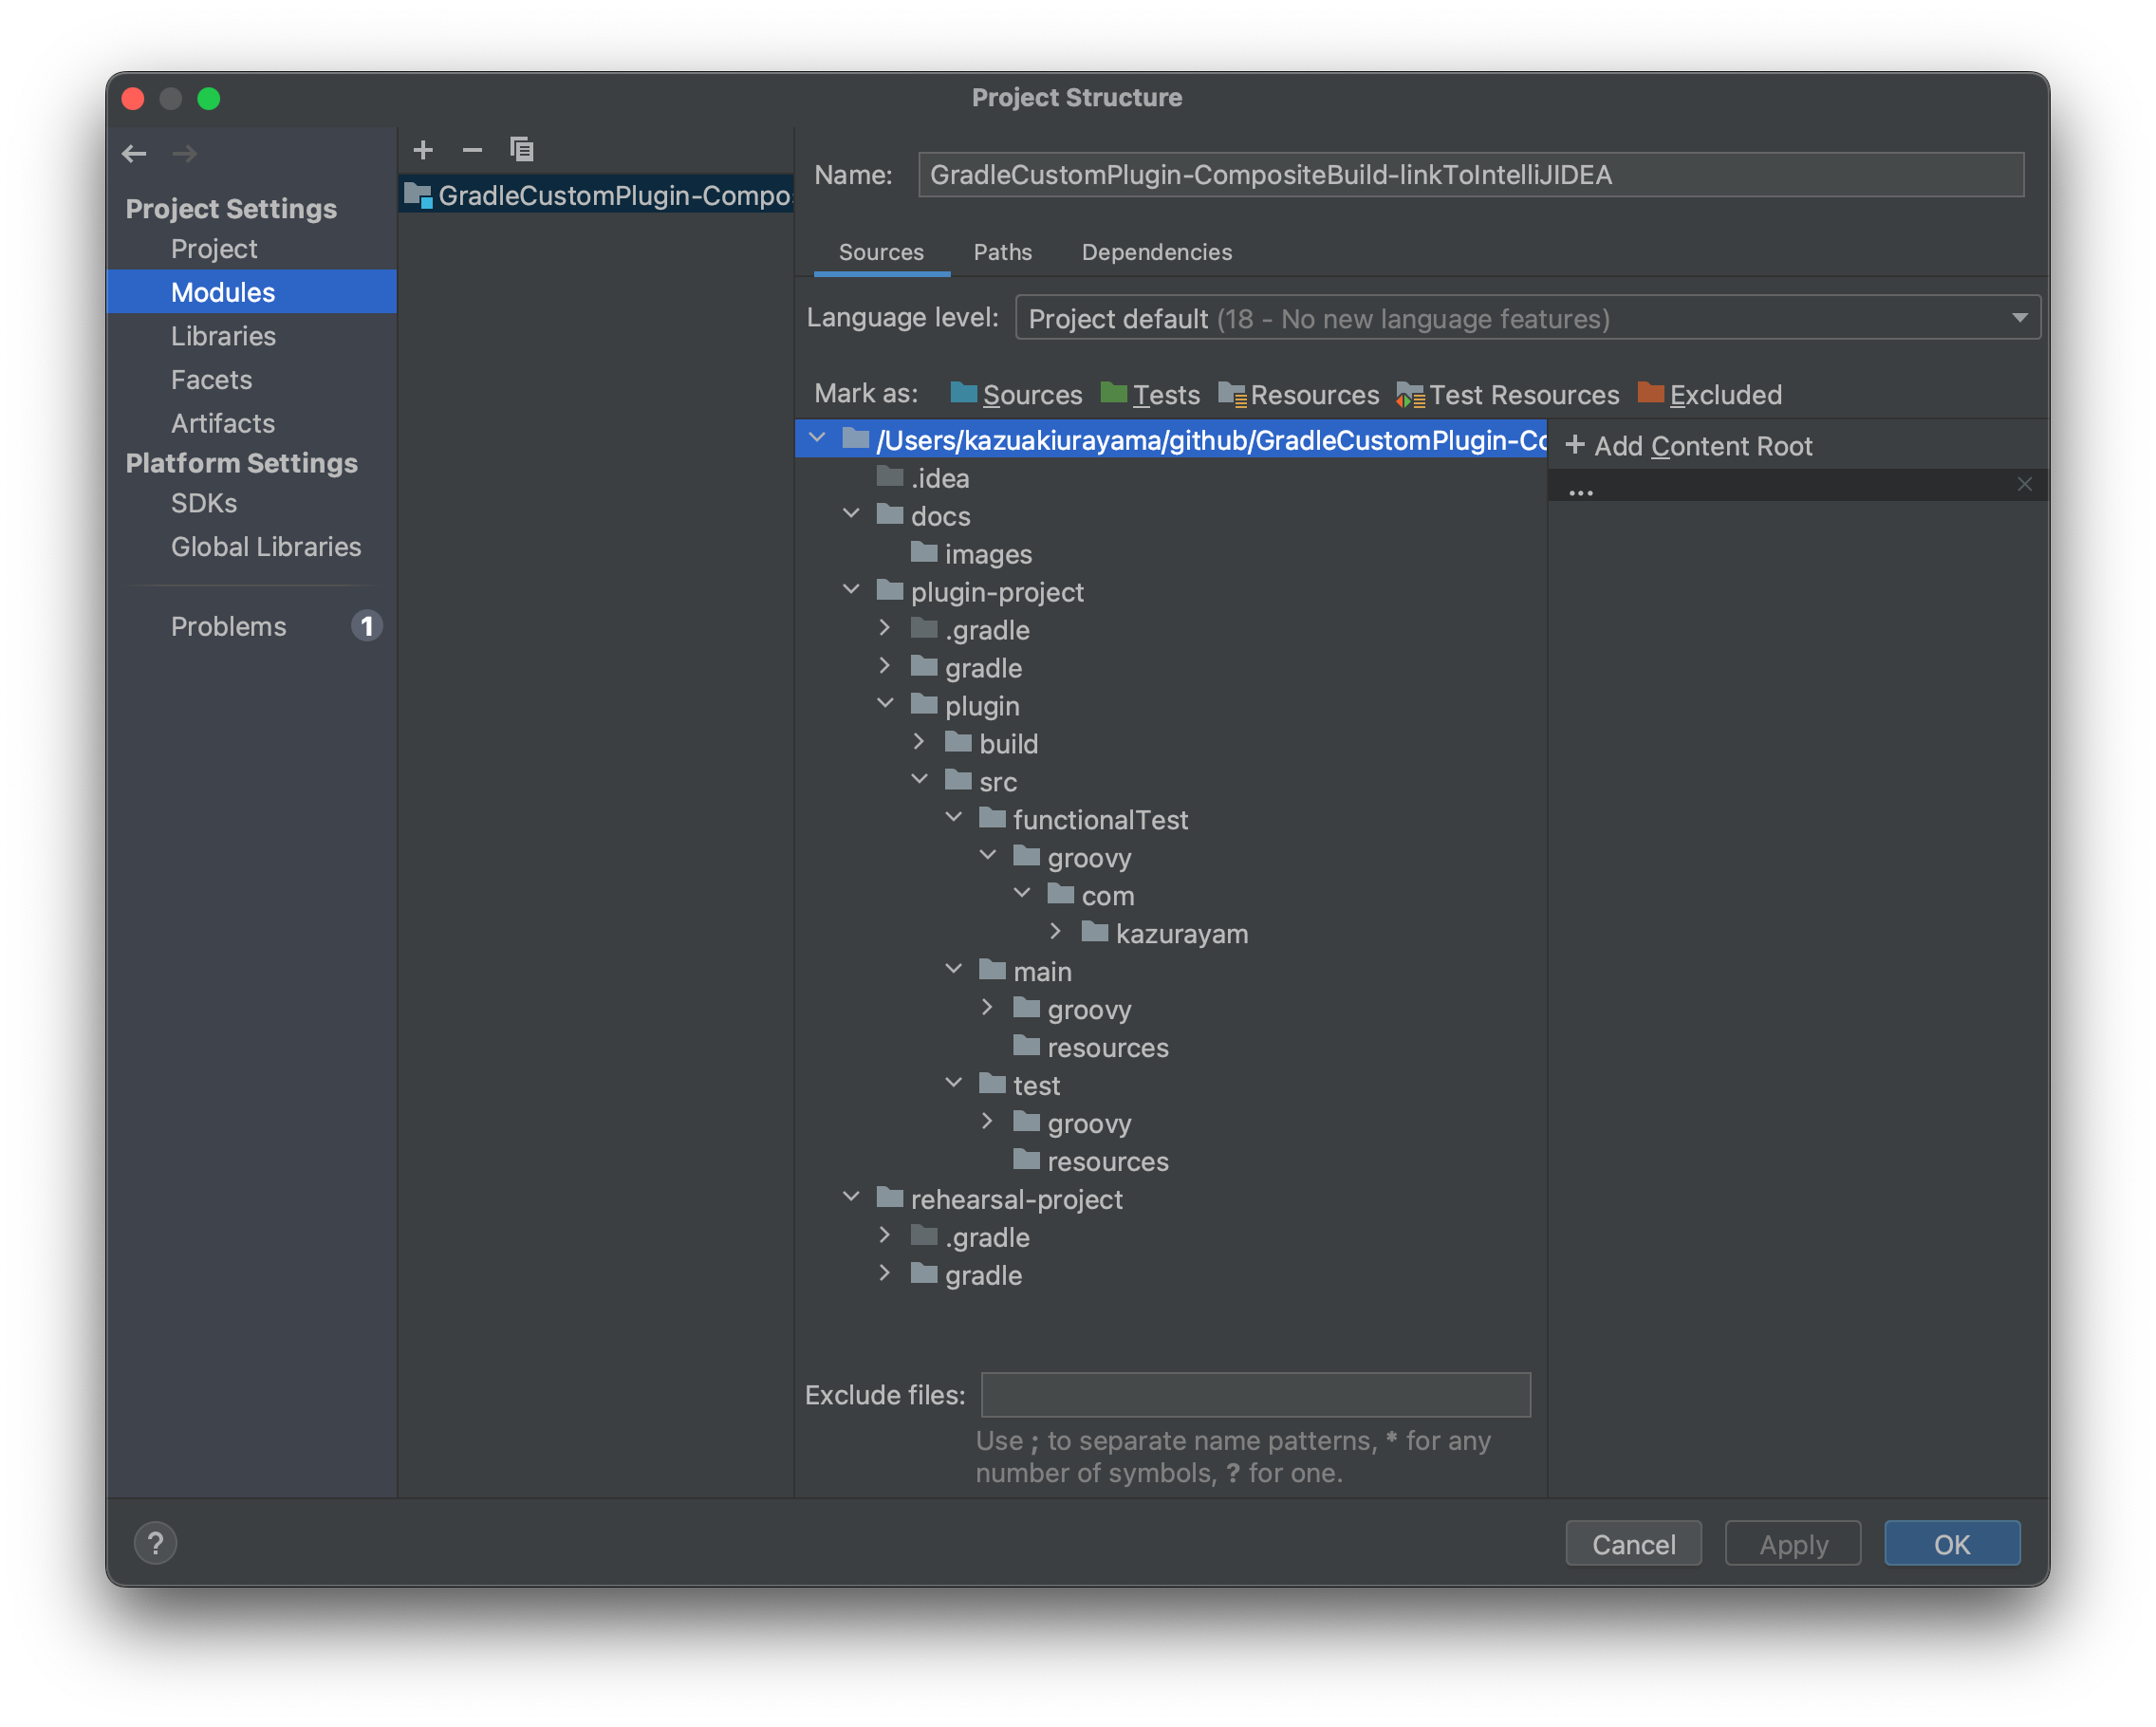 Project Structure
Project Settings
Project
Modules
Libraries
Facets
Artifacts
Platform Settings
SDKs
Global Libraries
Problems 1
GradleCustomPlugin-Compo
Name: GradleCustomPlugin-CompositeBuild-linkToIntelliJIDEA
Sources Paths Dependencies
Language level: Project default (18 - No new language features)
Mark as: Sources Tests Resources Test Resources Excluded
/Users/kazuakiurayama/github/GradleCustomPlugin-Co
.idea
docs
images
plugin-project
.gradle
gradle
plugin
build
src
functionalTest
groovy
com
kazurayam
main
groovy
resources
test
groovy
resources
rehearsal-project
.gradle
gradle
+ Add Content Root
...
Exclude files:
Use ; to separate name patterns, * for any
number of symbols, ? for one.
?
Cancel Apply OK